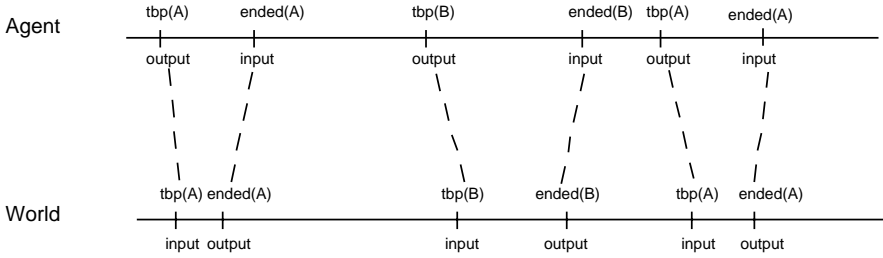 tbp(A) ended(A) tbp(B) ended(B) tbp(A) ended(A)
Agent
output input output input output input
tbp(A) ended(A) tbp(B) ended(B) tbp(A) ended(A)
World
input output input output input output